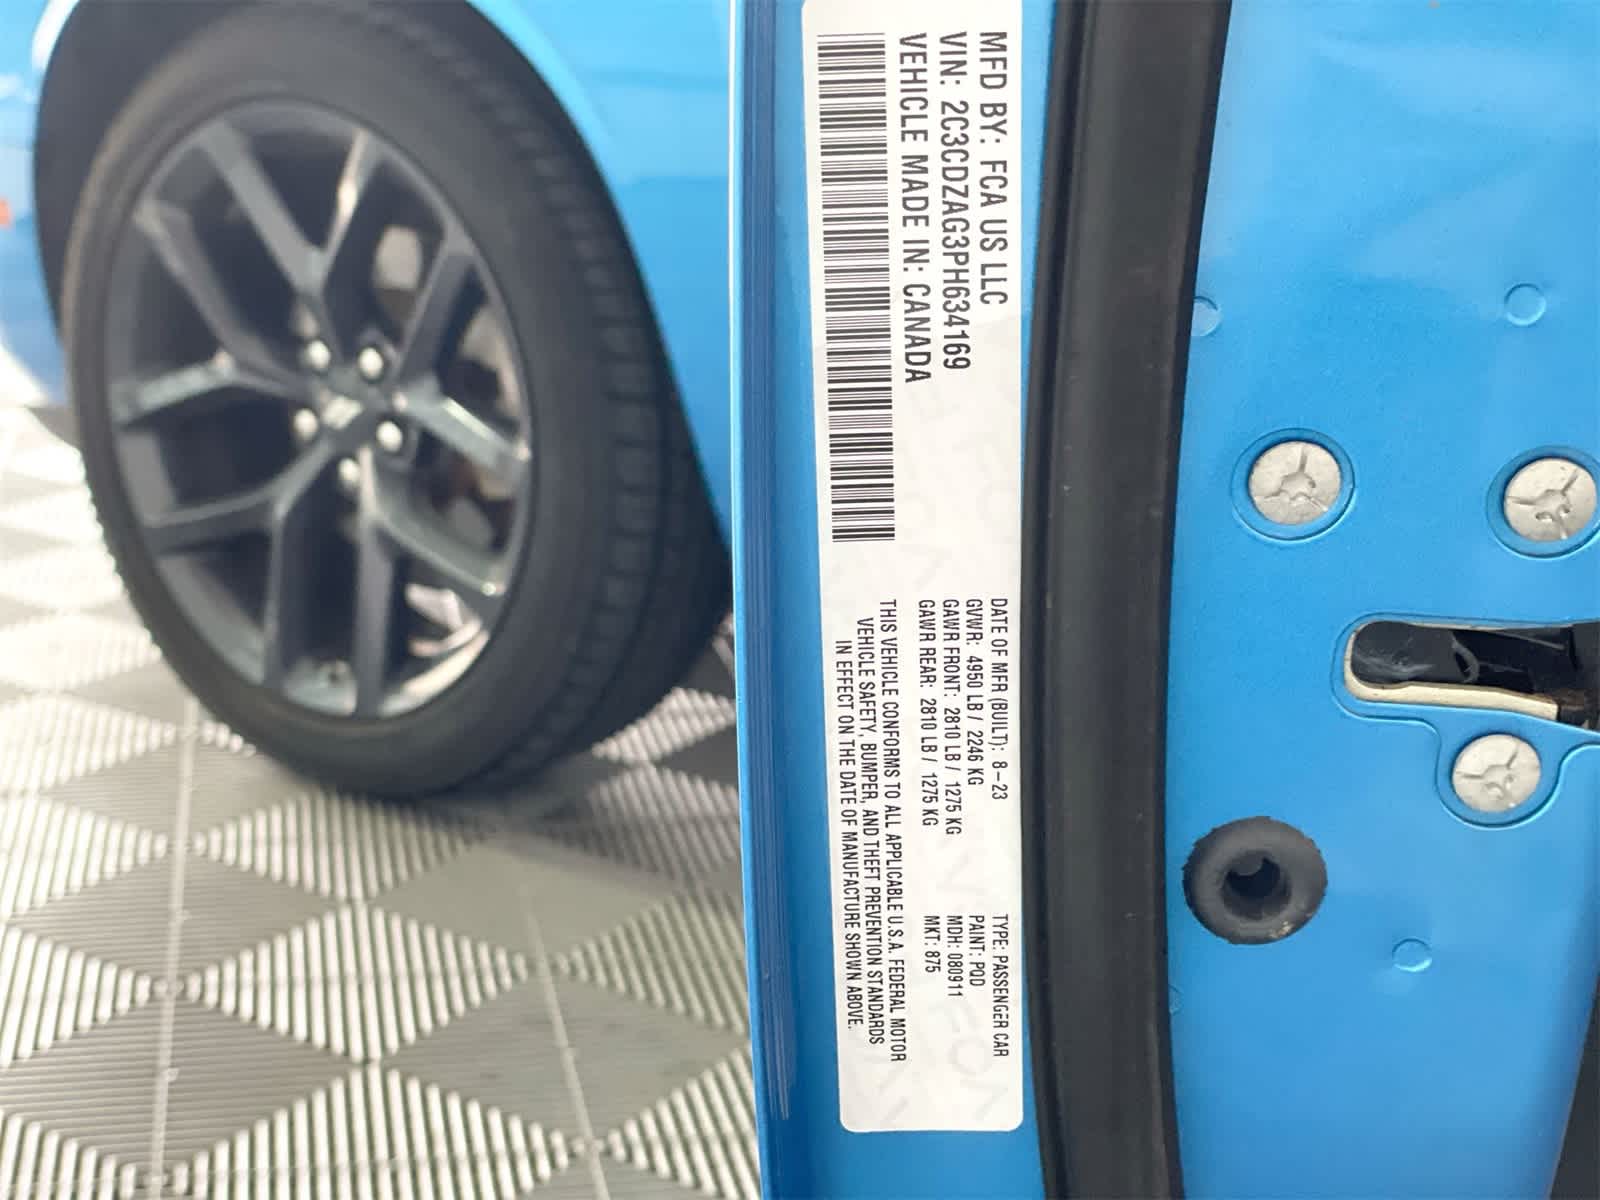 MFD BY: FCA US LLC
VIN: 2C3CDZAG3PH634169
VEHICLE MADE IN: CANADA
DATE OF MFR (BUILT): 8-23
GVWR: 4950 LB / 2246 KG
GAWR FRONT: 2810 LB / 1275 KG
GAWR REAR: 2810 LB / 1275 KG
TYPE: PASSENGER CAR
PAINT: PQD
MDH: 080911
MKT: 875
THIS VEHICLE CONFORMS TO ALL APPLICABLE U.S.A. FEDERAL MOTOR
VEHICLE SAFETY, BUMPER, AND THEFT PREVENTION STANDARDS
IN EFFECT ON THE DATE OF MANUFACTURE SHOWN ABOVE.